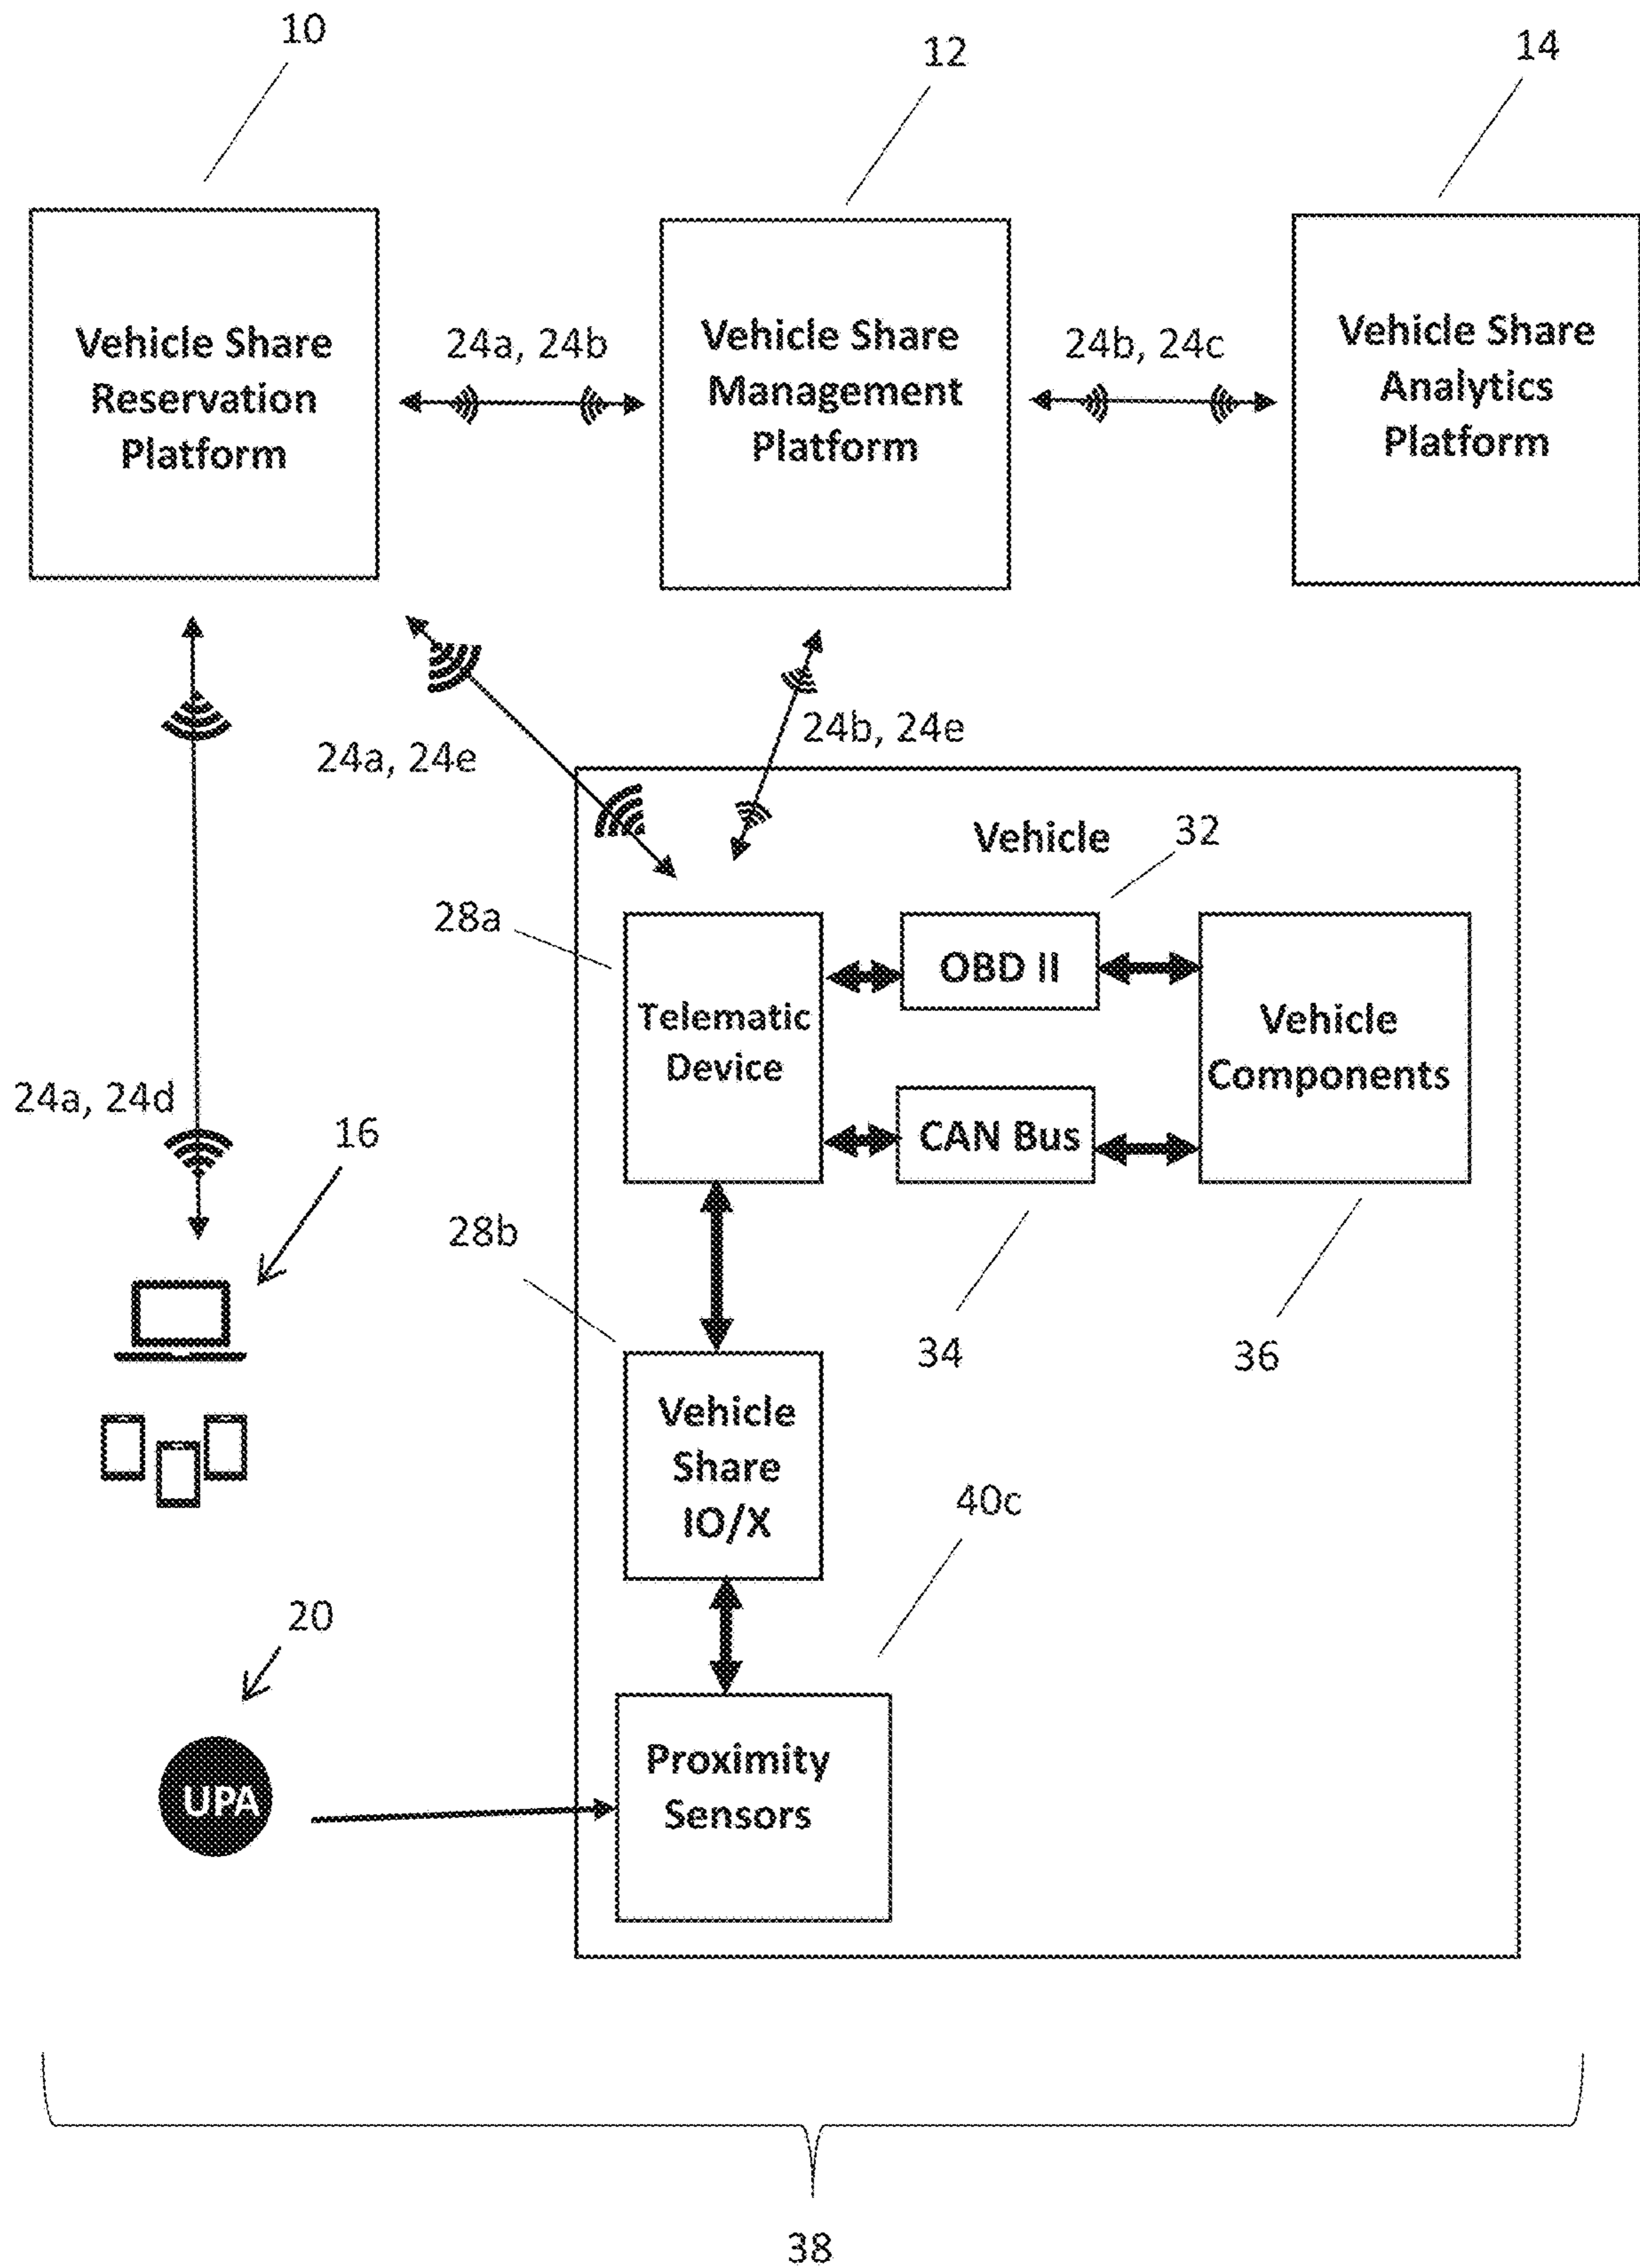 10
12
14
Vehicle Share
Reservation
Platform
24a, 24b
Vehicle Share
Management
Platform
24b, 24c
Vehicle Share
Analytics
Platform
24a, 24e
24b, 24e
Vehicle
32
28a
Telematic
Device
OBD II
Vehicle
Components
CAN Bus
24a, 24d
16
28b
34
36
Vehicle
Share
IO/X
40c
20
UPA
Proximity
Sensors
38